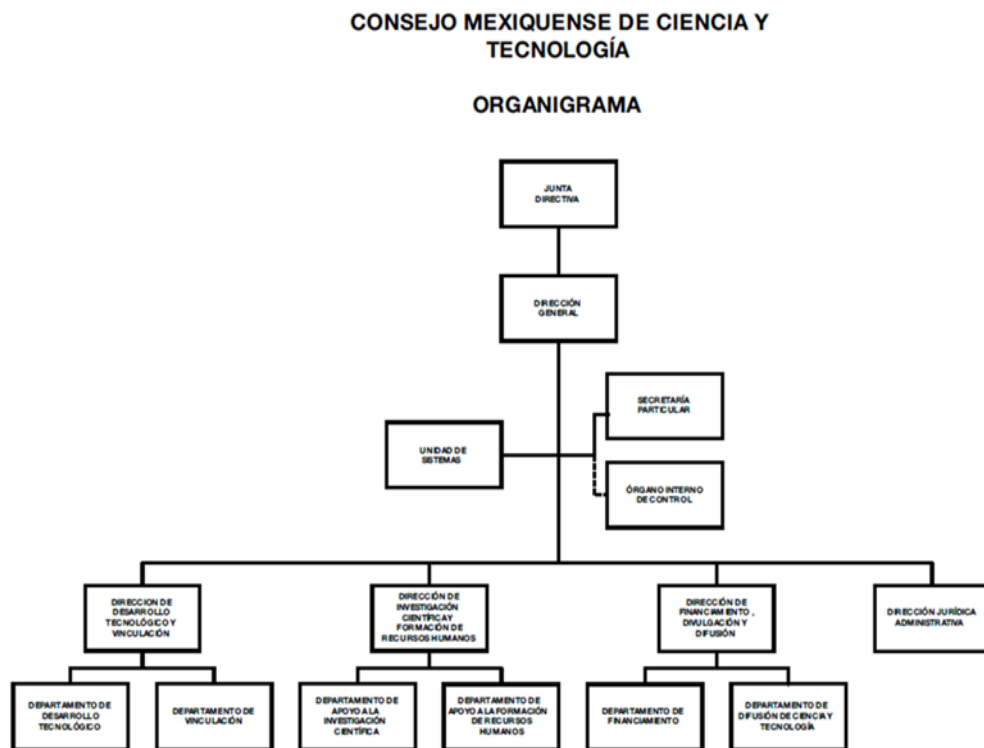 CONSEJO MEXIQUENSE DE CIENCIA Y
TECNOLOGÍA
ORGANIGRAMA
JUNTA
DIRECTIVA
DIRECCIÓN
GENERAL
SECRETARÍA
PARTICULAR
UNIDAD DE
SISTEMAS
ÓRGANO INTERNO
DE CONTROL
DIRECCION DE
DESARROLLO
TECNOLÓGICO Y
VINCULACIÓN
DIRECCIÓN DE
INVESTIGACIÓN
CIENTÍFICA Y
FORMACIÓN DE
RECURSOS HUMANOS
DIRECCIÓN DE
FINANCIAMIENTO ,
DIVULGACIÓN Y
DIFUSIÓN
DIRECCIÓN JURÍDICA
ADMINISTRATIVA
DEPARTAMENTO DE
DESARROLLO
TECNOLÓGICO
DEPARTAMENTO DE
VINCULACIÓN
DEPARTAMENTO DE
APOYO A LA
INVESTIGACIÓN
CIENTÍFICA
DEPARTAMENTO DE
APOYO A LA FORMACIÓN
DE RECURSOS
HUMANOS
DEPARTAMENTO DE
FINANCIAMIENTO
DEPARTAMENTO DE
DIFUSIÓN DE CIENCIA Y
TECNOLOGÍA